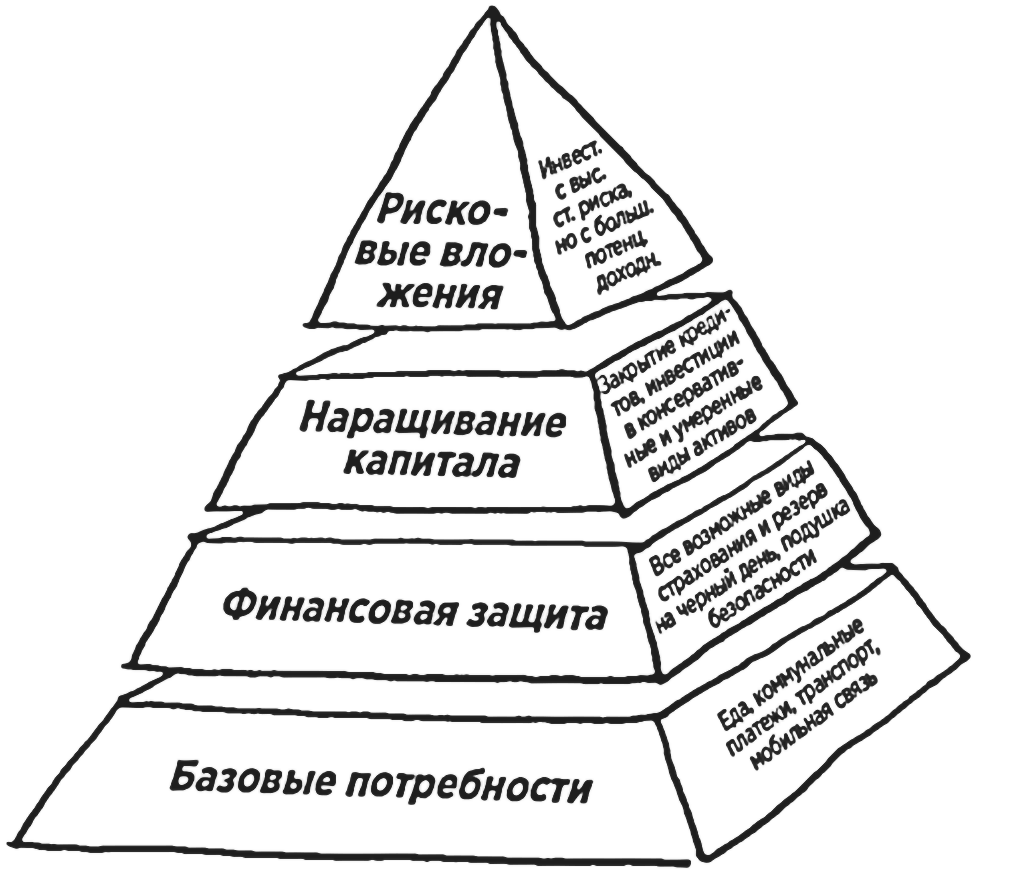 Риско-
вые вло-
жения
Инвест.
с выс.
ст. риска,
но с больш.
потенц.
доходн.
Наращивание
капитала
Закрытие креди-
тов, инвестиции
в консерватив-
ные и умеренные
виды активов
Финансовая защита
Все возможные виды
страхования и резерв
на черный день, подушка
безопасности
Базовые потребности
Еда, коммунальные
платежи, транспорт,
мобильная связь